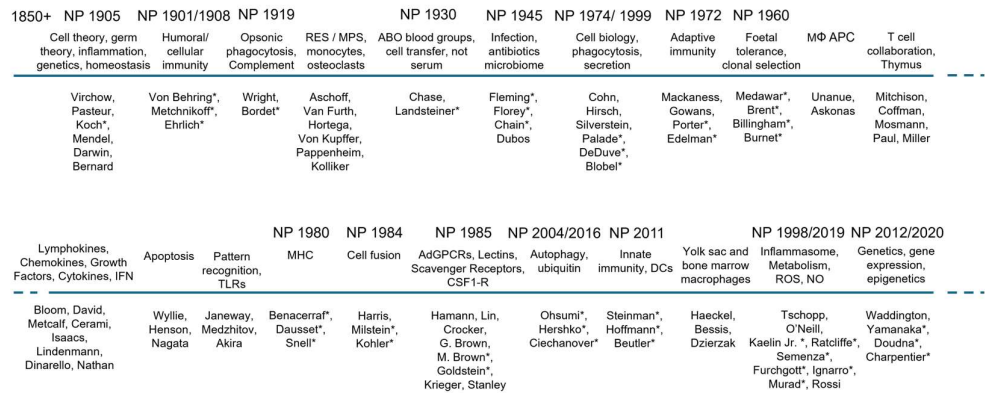 1850+
NP 1905
Cell theory, germ
theory, inflammation,
genetics, homeostasis
Virchow,
Pasteur,
Koch*,
Mendel,
Darwin,
Bernard
NP 1901/1908
Humoral/
cellular
immunity
Von Behring*,
Metchnikoff*,
Ehrlich*
NP 1919
Opsonic
phagocytosis,
Complement
Wright,
Bordet*
RES / MPS,
monocytes,
osteoclasts
Aschoff,
Van Furth,
Hortega,
Von Kupffer,
Pappenheim,
Kolliker
NP 1930
ABO blood groups,
cell transfer, not
serum
Chase,
Landsteiner*
NP 1945
Infection,
antibiotics
microbiome
Fleming*,
Florey*,
Chain*,
Dubos
NP 1974/ 1999
Cell biology,
phagocytosis,
secretion
Cohn,
Hirsch,
Silverstein,
Palade*,
DeDuve*,
Blobel*
NP 1972
Adaptive
immunity
Mackaness,
Gowans,
Porter*,
Edelman*
NP 1960
Foetal
tolerance,
clonal selection
Medawar*,
Brent*,
Billingham*,
Burnet*
MΦ APC
Unanue,
Askonas
T cell
collaboration,
Thymus
Mitchison,
Coffman,
Mosmann,
Paul, Miller
Lymphokines,
Chemokines, Growth
Factors, Cytokines, IFN
Bloom, David,
Metcalf, Cerami,
Isaacs,
Lindenmann,
Dinarello, Nathan
Apoptosis
Wyllie,
Henson,
Nagata
Pattern
recognition,
TLRs
Janeway,
Medzhitov,
Akira
NP 1980
MHC
Benacerraf*,
Dausset*,
Snell*
NP 1984
Cell fusion
Harris,
Milstein*,
Kohler*
NP 1985
AdGPCRs, Lectins,
Scavenger Receptors,
CSF1-R
Hamann, Lin,
Crocker,
G. Brown,
M. Brown*,
Goldstein*,
Krieger, Stanley
NP 2004/2016
Autophagy,
ubiquitin
Ohsumi*,
Hershko*,
Ciechanover*
NP 2011
Innate
immunity, DCs
Steinman*,
Hoffmann*,
Beutler*
Yolk sac and
bone marrow
macrophages
Haeckel,
Bessis,
Dzierzak
NP 1998/2019
Inflammasome,
Metabolism,
ROS, NO
Tschopp,
O'Neill,
Kaelin Jr. *, Ratcliffe*,
Semenza*,
Furchgott*, Ignarro*,
Murad*, Rossi
NP 2012/2020
Genetics, gene
expression,
epigenetics
Waddington,
Yamanaka*,
Doudna*,
Charpentier*